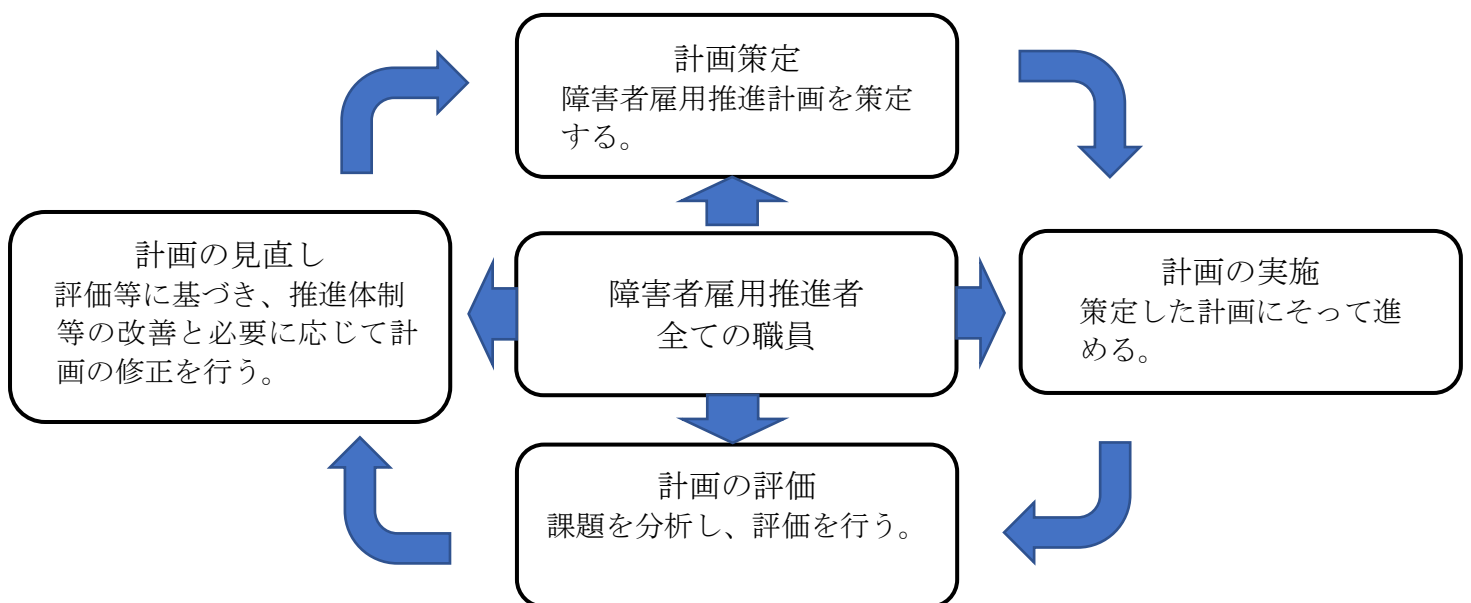 計画策定
障害者雇用推進計画を策定
する。
計画の見直し
評価等に基づき、推進体制
等の改善と必要に応じて計
画の修正を行う。
障害者雇用推進者
全ての職員
計画の実施
策定した計画にそって進
める。
計画の評価
課題を分析し、評価を行う。